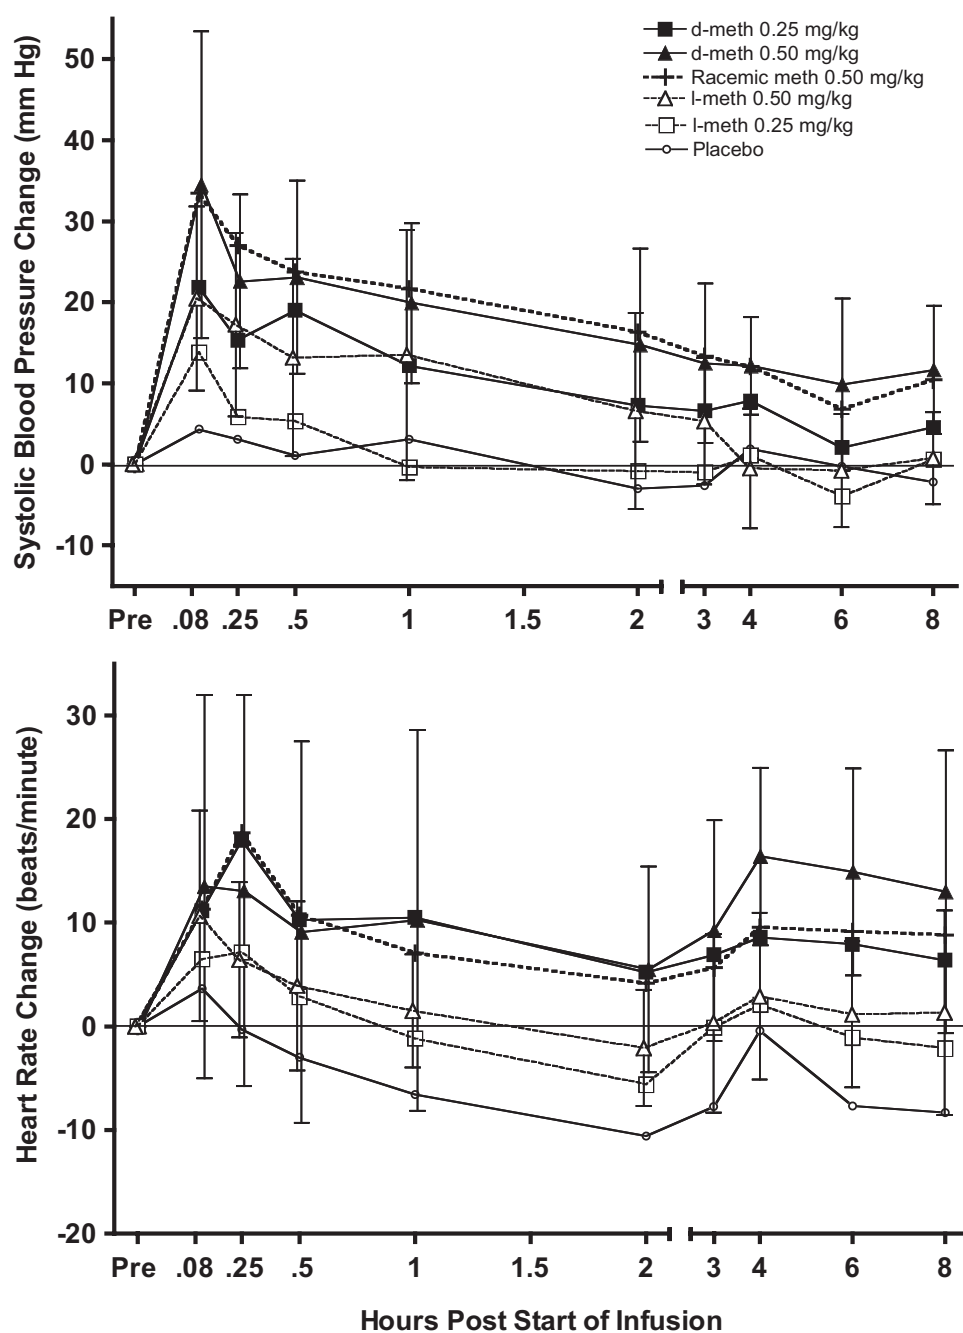 Systolic Blood Pressure Change (mm Hg)
50
40
30
20
10
0
-10
d-meth 0.25 mg/kg
d-meth 0.50 mg/kg
Racemic meth 0.50 mg/kg
l-meth 0.50 mg/kg
l-meth 0.25 mg/kg
Placebo
Pre .08 .25 .5 1 1.5 2 3 4 6 8
Heart Rate Change (beats/minute)
30
20
10
0
-10
-20
Pre .08 .25 .5 1 1.5 2 3 4 6 8
Hours Post Start of Infusion